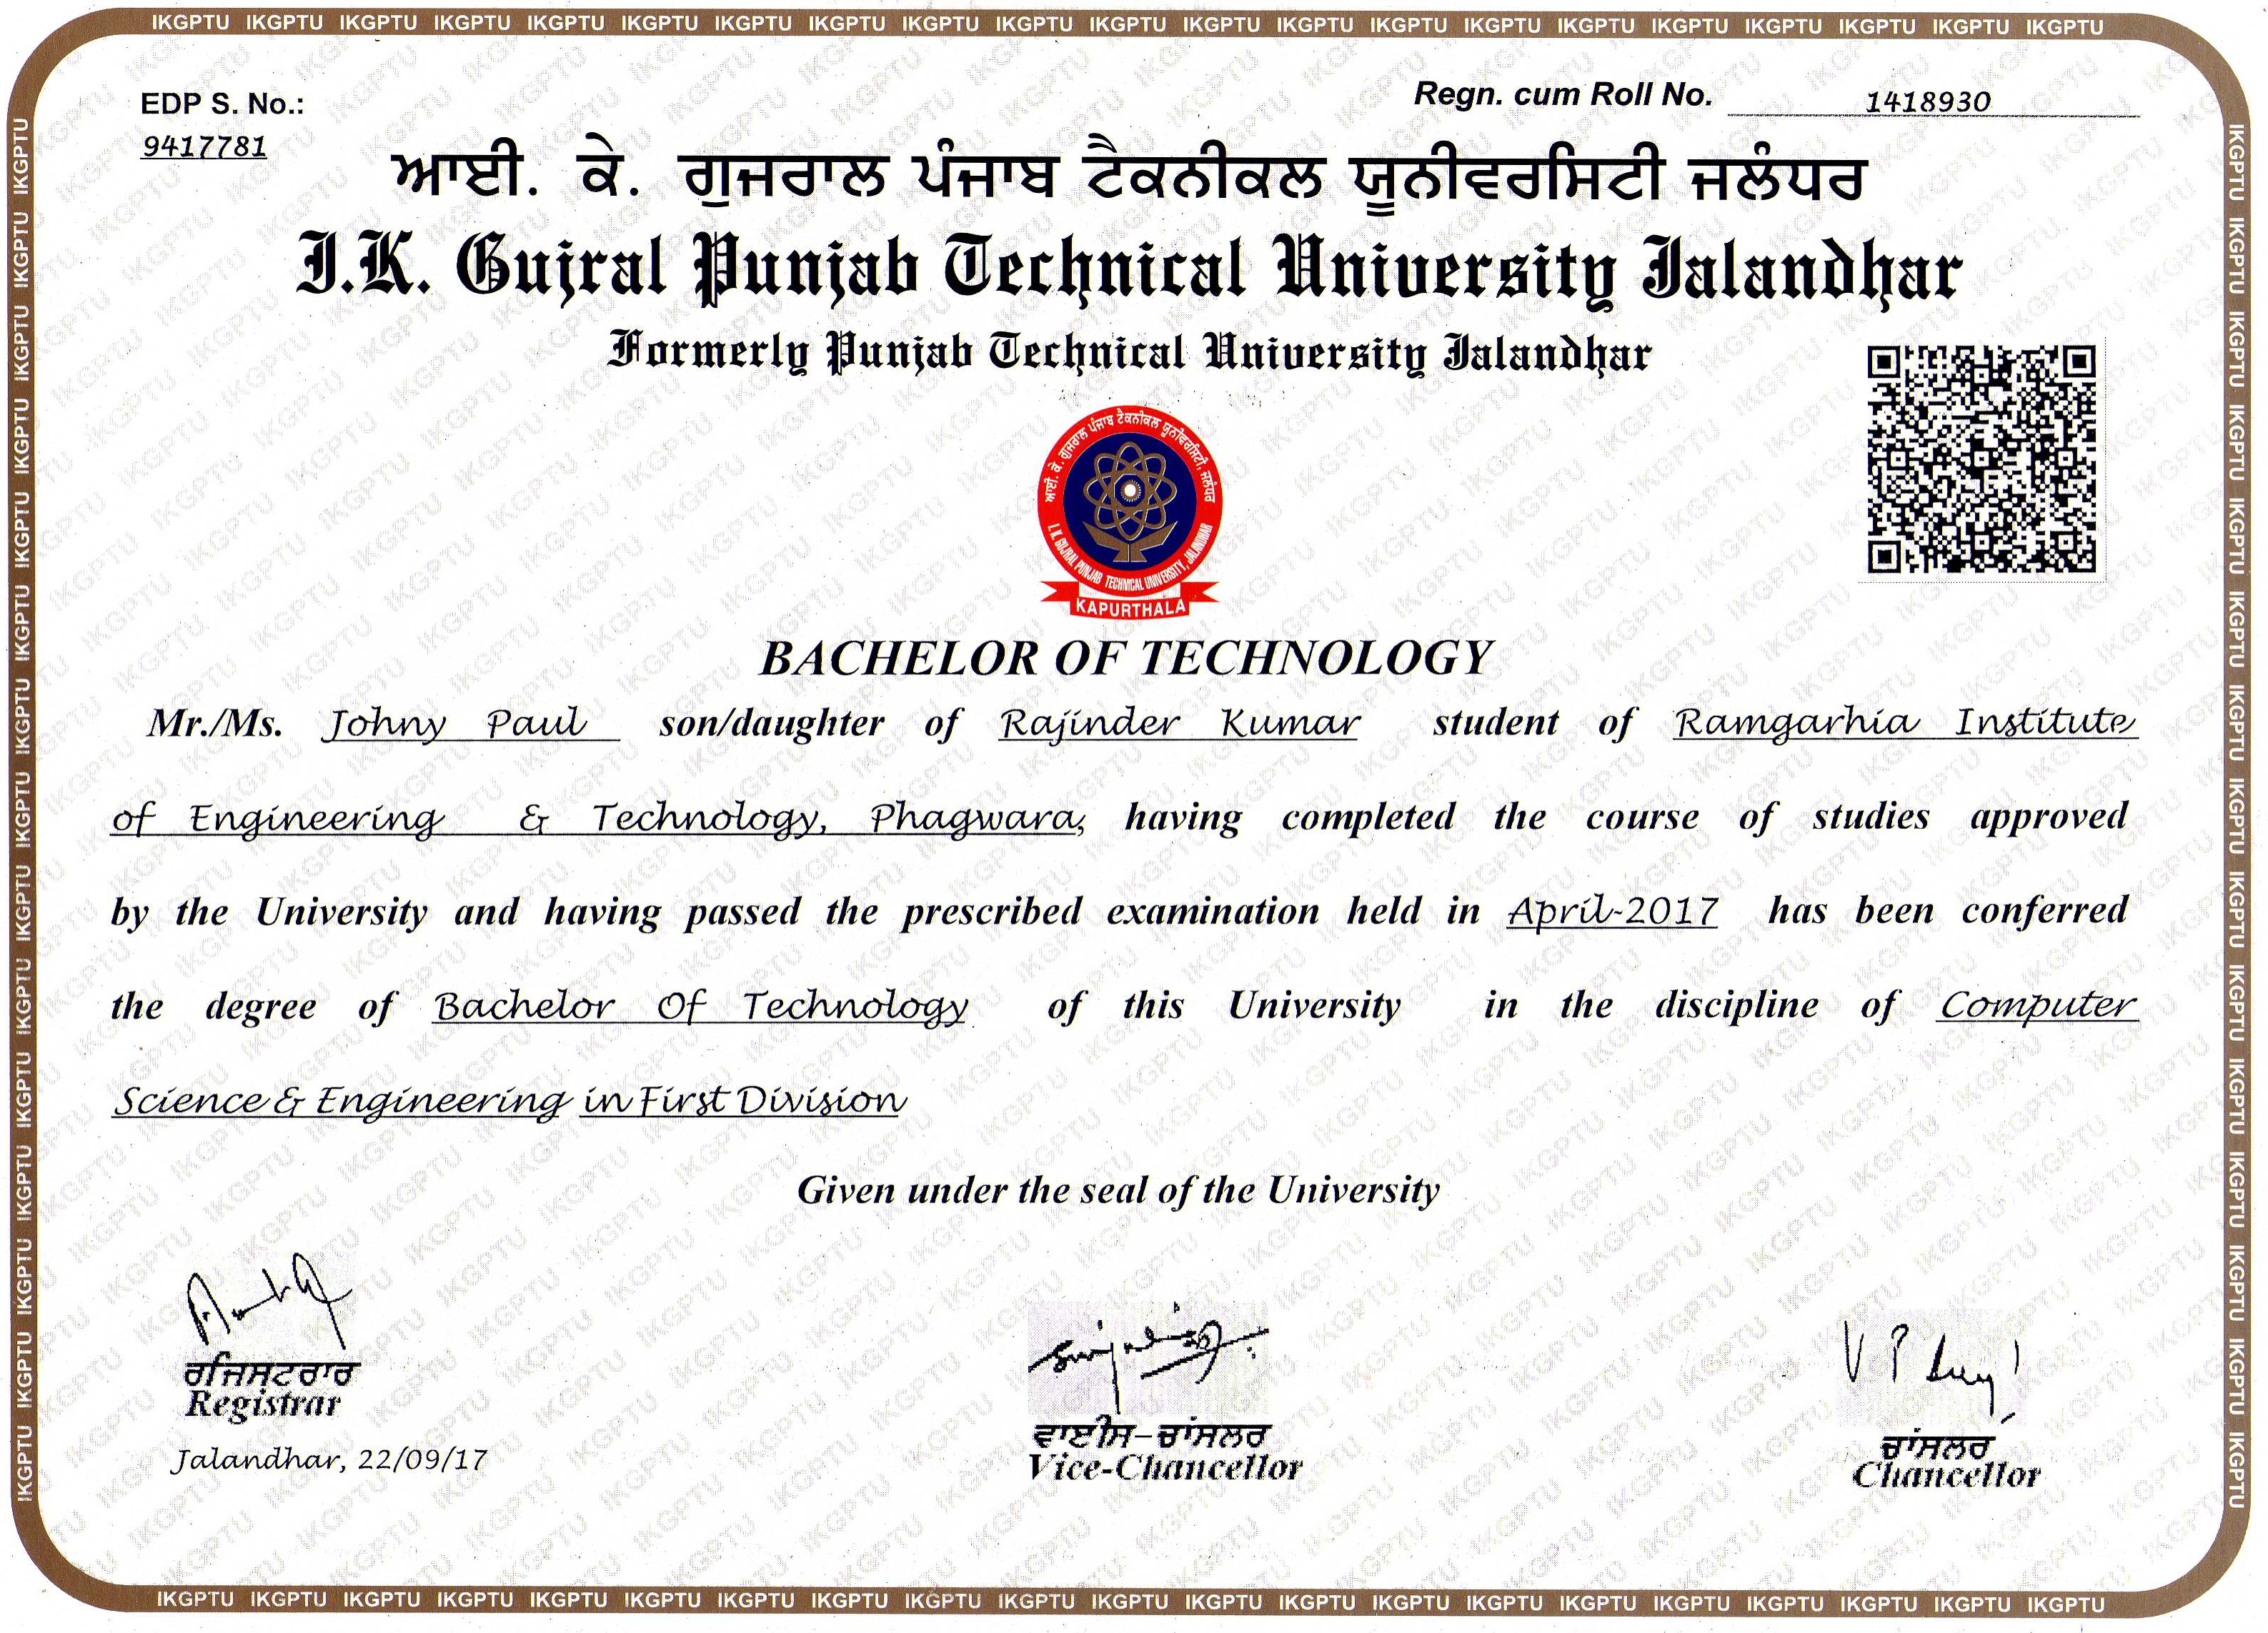 IKGPTU IKGPTU IKGPTU IKGPTU IKGPTU IKGPTU IKGPTU IKGPTU IKGPTU IKGPTU IKGPTU IKGPTU IKGPTU IKGPTU IKGPTU IKGPTU IKGPTU IKGPTU IKGPTU IKGPTU IKGPTU
EDP S. No.:
9417781
Regn. cum Roll No. 1418930
ਆਈ. ਕੇ. ਗੁਜਰਾਲ ਪੰਜਾਬ ਟੈਕਨੀਕਲ ਯੂਨੀਵਰਸਿਟੀ ਜਲੰਧਰ
I.K. Gujral Punjab Technical University Jalandhar
Formerly Punjab Technical University Jalandhar
ਆਈ. ਕੇ. ਗੁਜਰਾਲ ਪੰਜਾਬ ਟੈਕਨੀਕਲ ਯੂਨੀਵਰਸਿਟੀ, ਜਲੰਧਰ
I. K. GUJRAL PUNJAB TECHNICAL UNIVERSITY, JALANDHAR
KAPURTHALA
BACHELOR OF TECHNOLOGY
Mr./Ms. Johny Paul son/daughter of Rajinder Kumar student of Ramgarhia Institute
of Engineering & Technology, Phagwara, having completed the course of studies approved
by the University and having passed the prescribed examination held in April-2017 has been conferred
the degree of Bachelor Of Technology of this University in the discipline of Computer
Science & Engineering in First Division
Given under the seal of the University
ਰਜਿਸਟਰਾਰ
Registrar
Jalandhar, 22/09/17
ਵਾਈਸ-ਚਾਂਸਲਰ
Vice-Chancellor
ਚਾਂਸਲਰ
Chancellor
IKGPTU IKGPTU IKGPTU IKGPTU IKGPTU IKGPTU IKGPTU IKGPTU IKGPTU IKGPTU IKGPTU IKGPTU IKGPTU IKGPTU IKGPTU IKGPTU IKGPTU IKGPTU IKGPTU IKGPTU IKGPTU